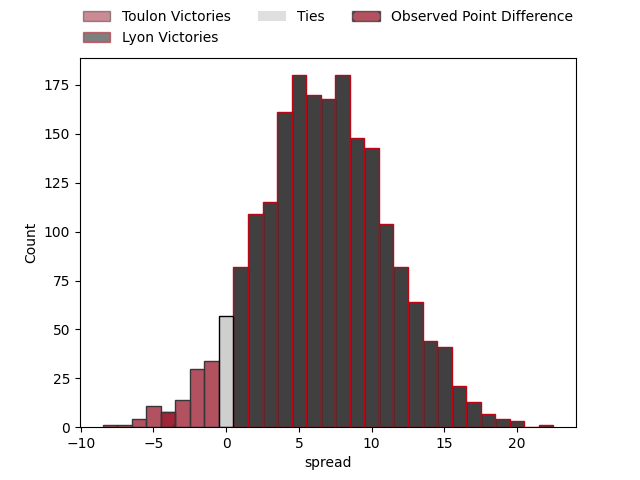 Toulon Victories
Ties
Observed Point Difference
Lyon Victories
175
150
125
100
75
50
25
0
Count
−10
−5
0
5
10
15
20
spread